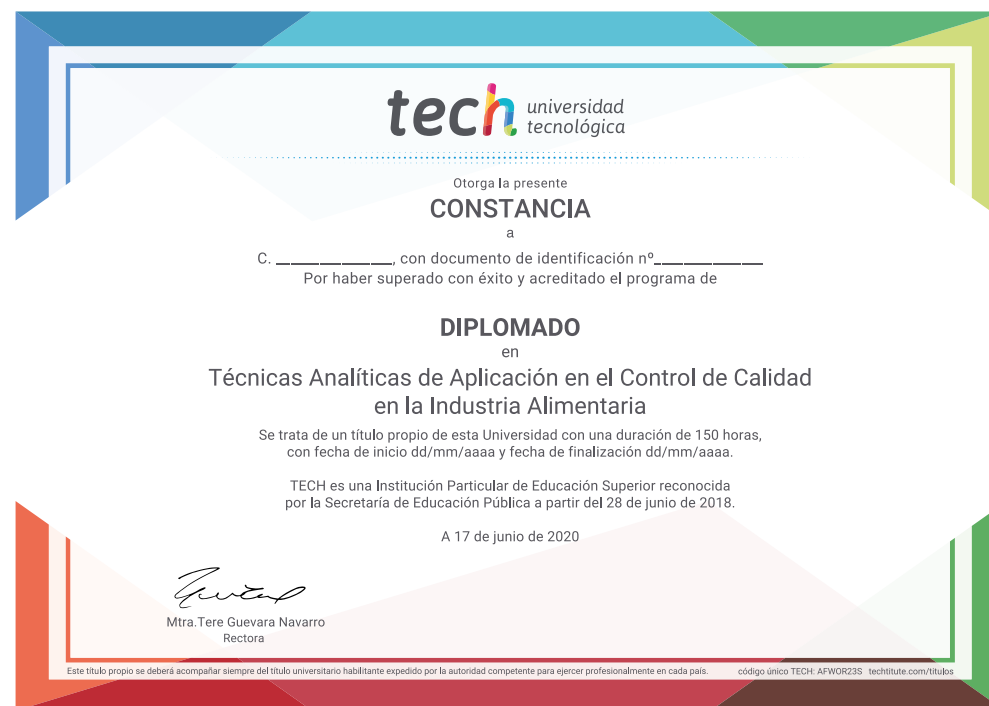 tech universidad
tecnológica
Otorga la presente
CONSTANCIA
a
C. ______________, con documento de identificación nº_____________
Por haber superado con éxito y acreditado el programa de
DIPLOMADO
en
Técnicas Analíticas de Aplicación en el Control de Calidad
en la Industria Alimentaria
Se trata de un título propio de esta Universidad con una duración de 150 horas,
con fecha de inicio dd/mm/aaaa y fecha de finalización dd/mm/aaaa.
TECH es una Institución Particular de Educación Superior reconocida
por la Secretaría de Educación Pública a partir del 28 de junio de 2018.
A 17 de junio de 2020
Mtra.Tere Guevara Navarro
Rectora
Este título propio se deberá acompañar siempre del título universitario habilitante expedido por la autoridad competente para ejercer profesionalmente en cada país. código único TECH: AFWOR23S techtitute.com/titulos